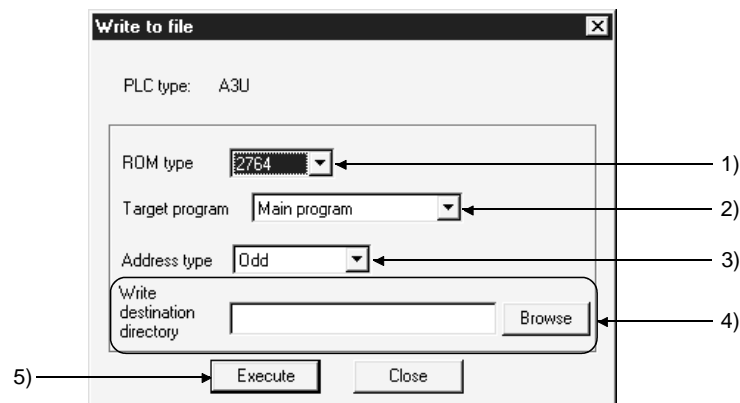 Write to file
PLC type: A3U
ROM type 2764 1)
Target program Main program 2)
Address type Odd 3)
Write
destination
directory Browse 4)
5) Execute Close